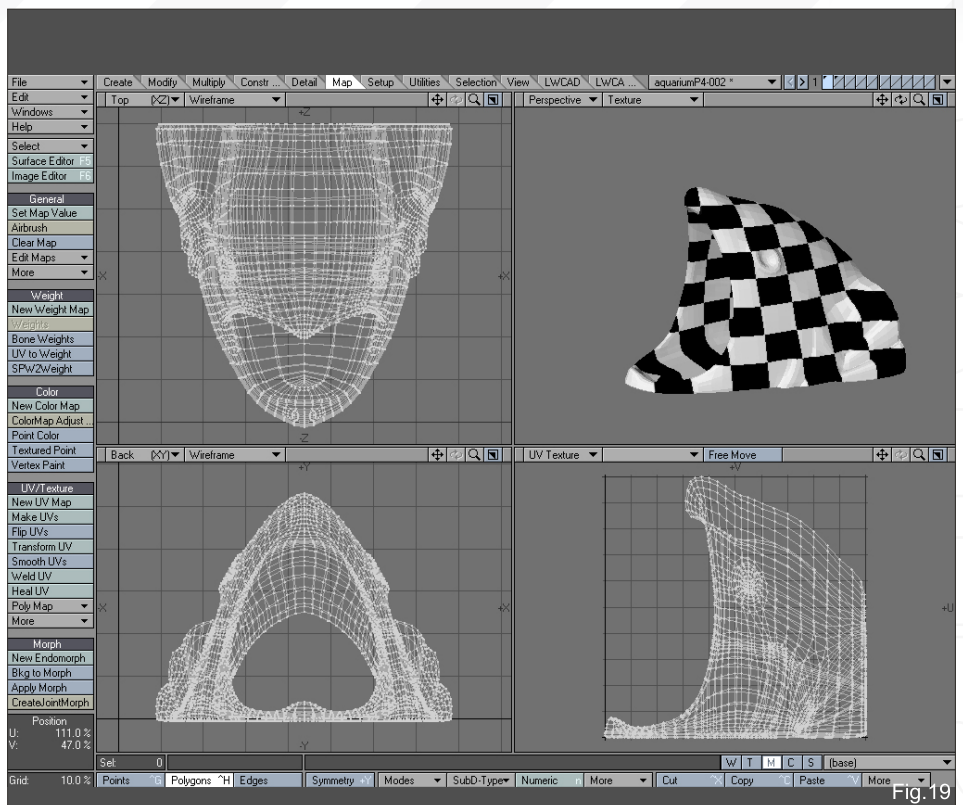 File
Edit
Windows
Help
Select
Surface Editor F5
Image Editor F6
General
Set Map Value
Airbrush
Clear Map
Edit Maps
More
Weight
New Weight Map
Weights
Bone Weights
UV to Weight
SPW2Weight
Color
New Color Map
ColorMap Adjust ...
Point Color
Textured Point
Vertex Paint
UV/Texture
New UV Map
Make UVs
Flip UVs
Transform UV
Smooth UVs
Weld UV
Heal UV
Poly Map
More
Morph
New Endomorph
Bkg to Morph
Apply Morph
CreateJointMorph
Position
U: 111.0 %
V: 47.0 %
Grid: 10.0 %
Create Modify Multiply Constr ... Detail Map Setup Utilities Selection View LWCAD LWCA ... aquariumP4-002 * < > 1
Top (XZ) Wireframe
+Z
-X +X
-Z
Perspective Texture
Back (XY) Wireframe
+Y
-X +X
-Y
UV Texture Free Move
+V
+U
Sel: 0
W T M C S (base)
Points ^G Polygons ^H Edges Symmetry +Y Modes SubD-Type Numeric n More Cut ^X Copy ^C Paste ^V More
Fig.19